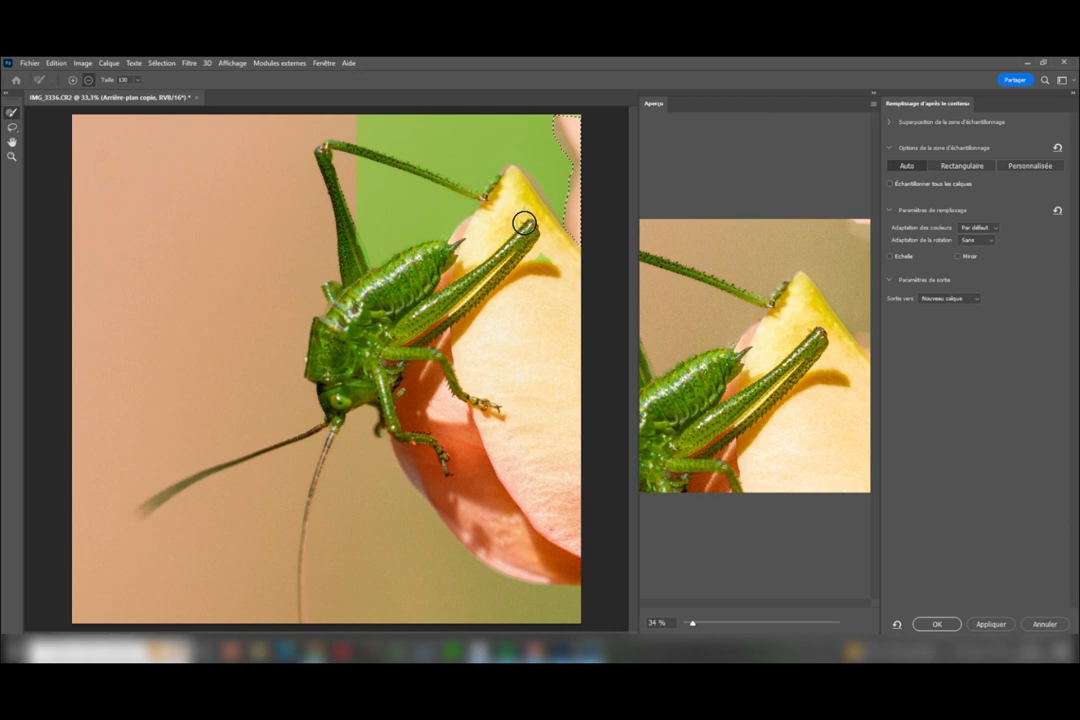 Ps Fichier Edition Image Calque Texte Sélection Filtre 3D Affichage Modules externes Fenêtre Aide
Taille 130 Partager
IMG_3336.CR2 @ 33,3% (Arrière-plan copie, RVB/16*) * ×
Aperçu
Remplissage d'après le contenu
Superposition de la zone d'échantillonnage
Options de la zone d'échantillonnage
Auto Rectangulaire Personnalisée
Échantillonner tous les calques
Paramètres de remplissage
Adaptation des couleurs Par défaut
Adaptation de la rotation Sans
Echelle Miroir
Paramètres de sortie
Sortie vers Nouveau calque
34 %
OK Appliquer Annuler